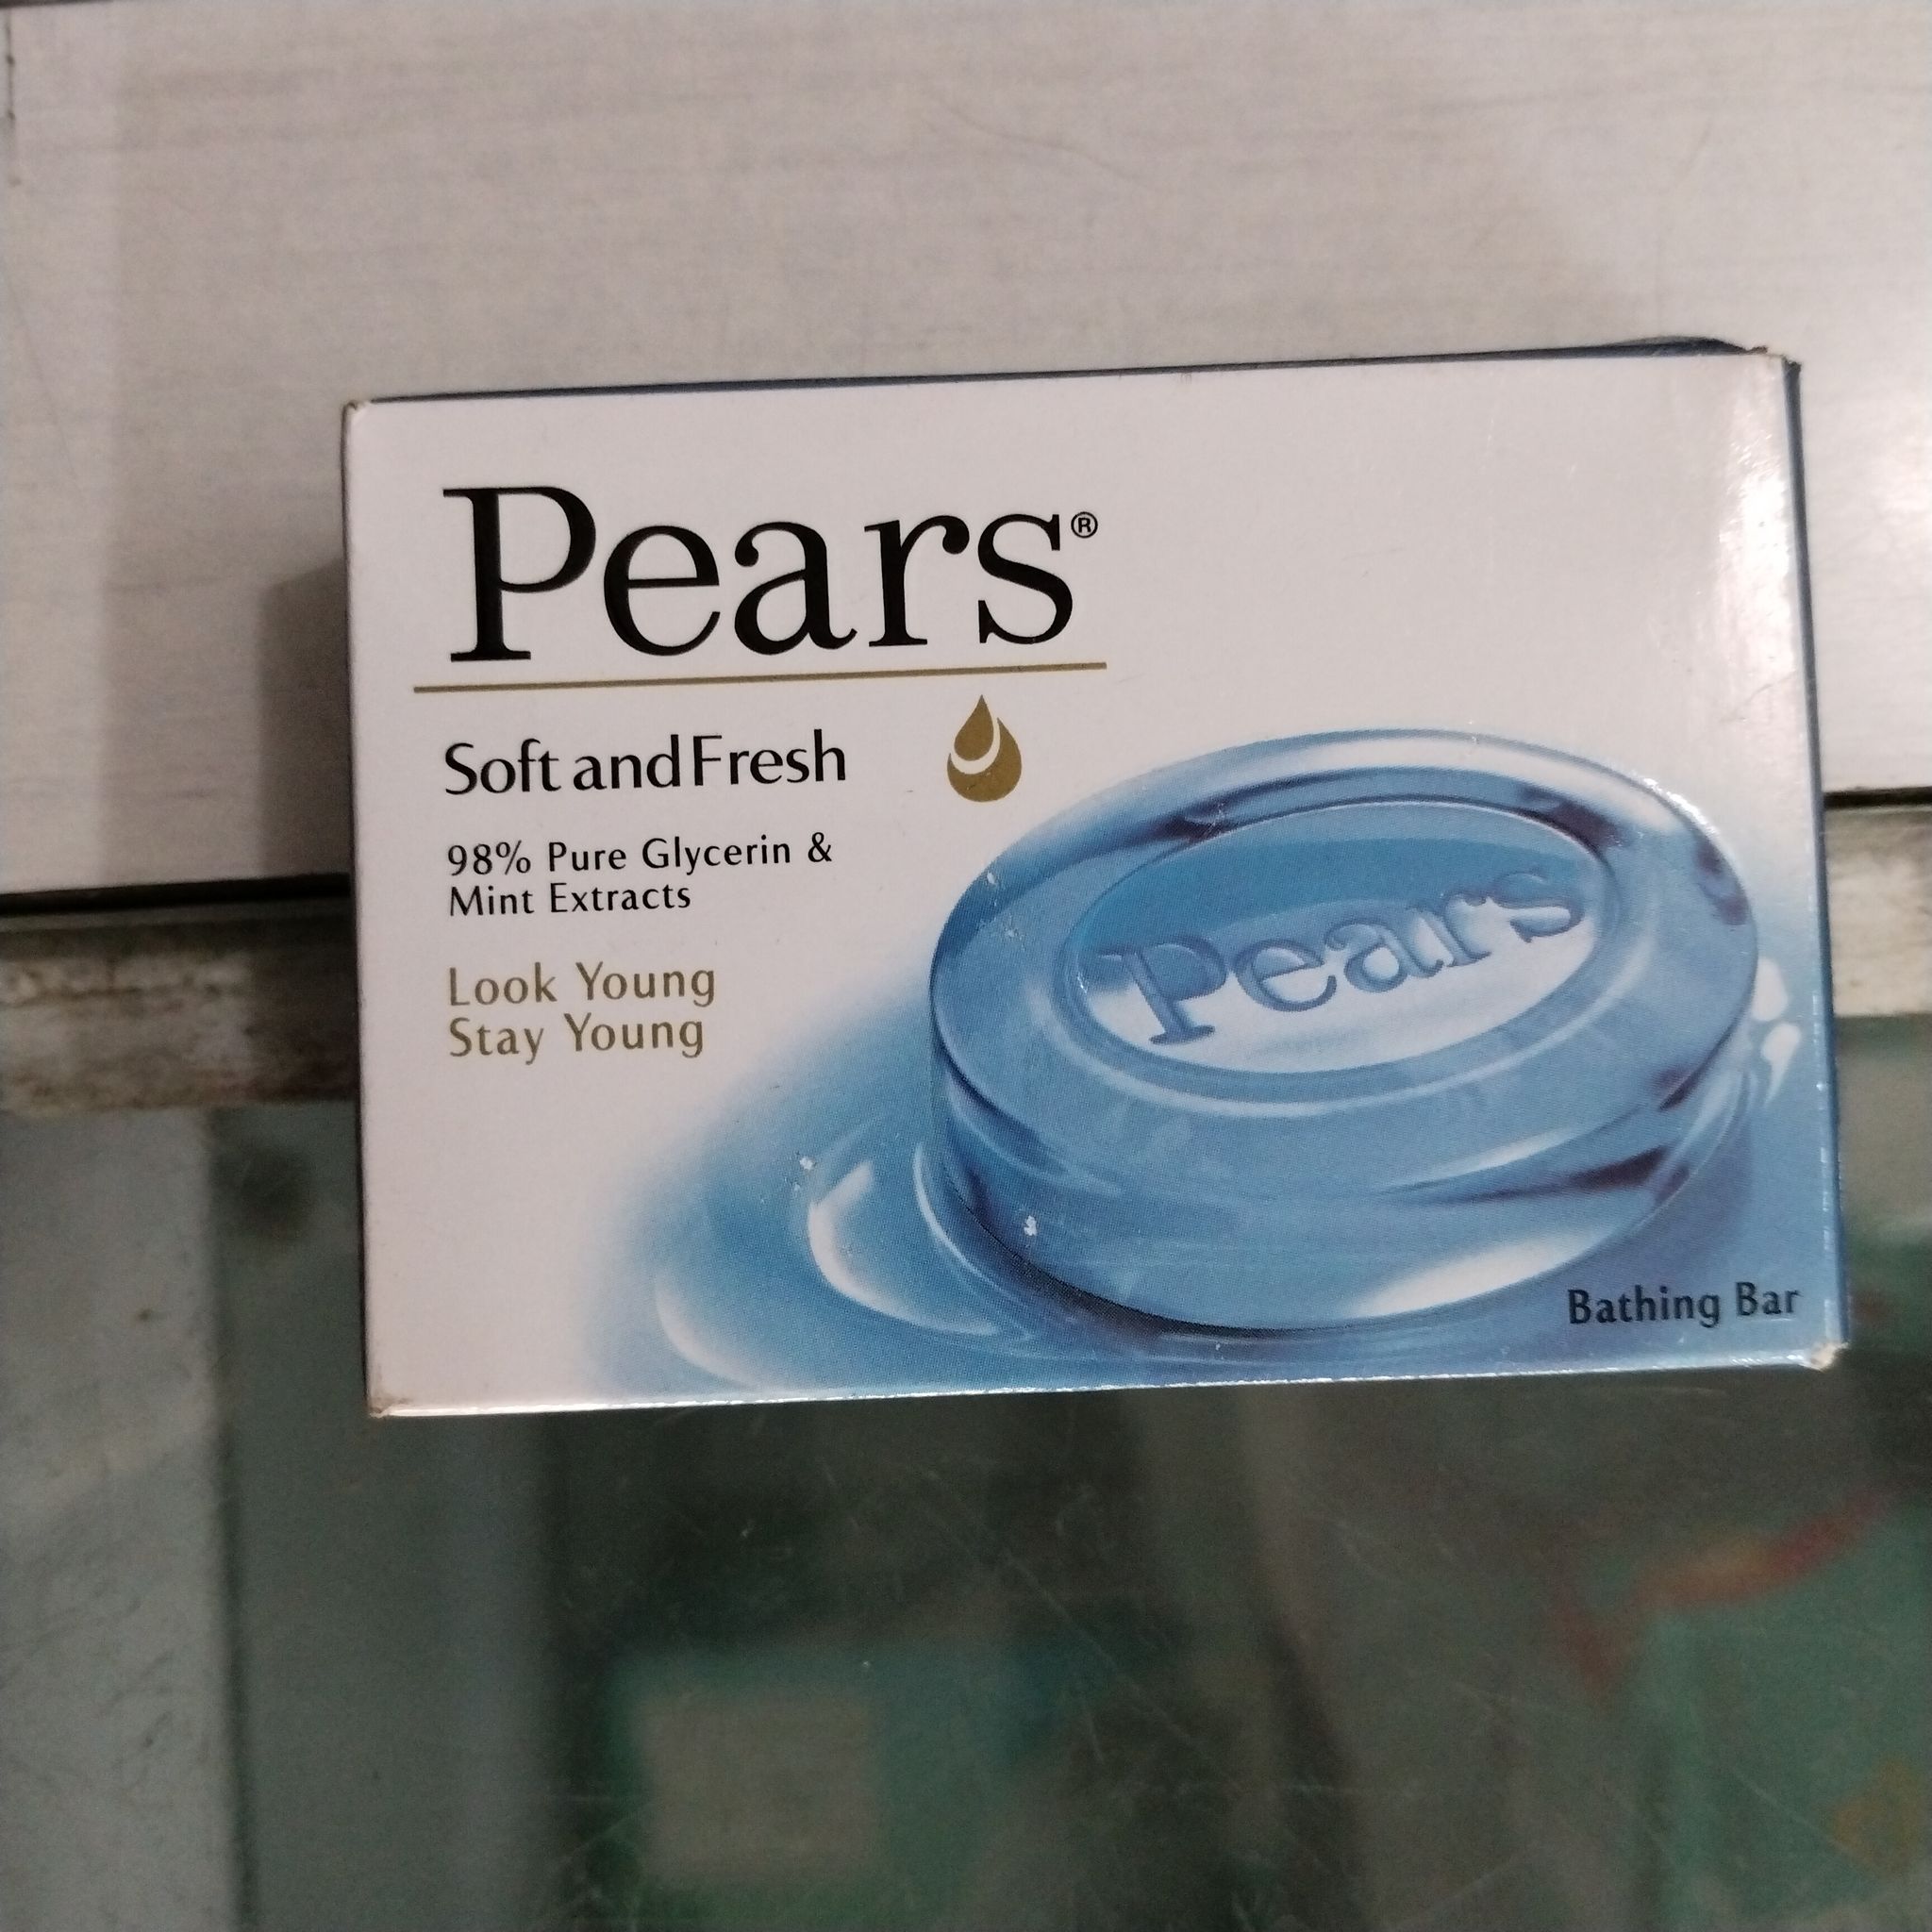 Pears®
Soft and Fresh
98% Pure Glycerin &
Mint Extracts
Look Young
Stay Young
Pears
Bathing Bar